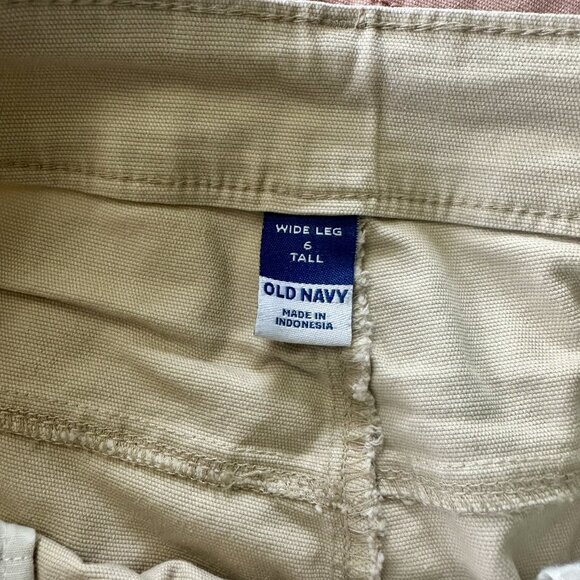 WIDE LEG
6
TALL
OLD NAVY
MADE IN
INDONESIA